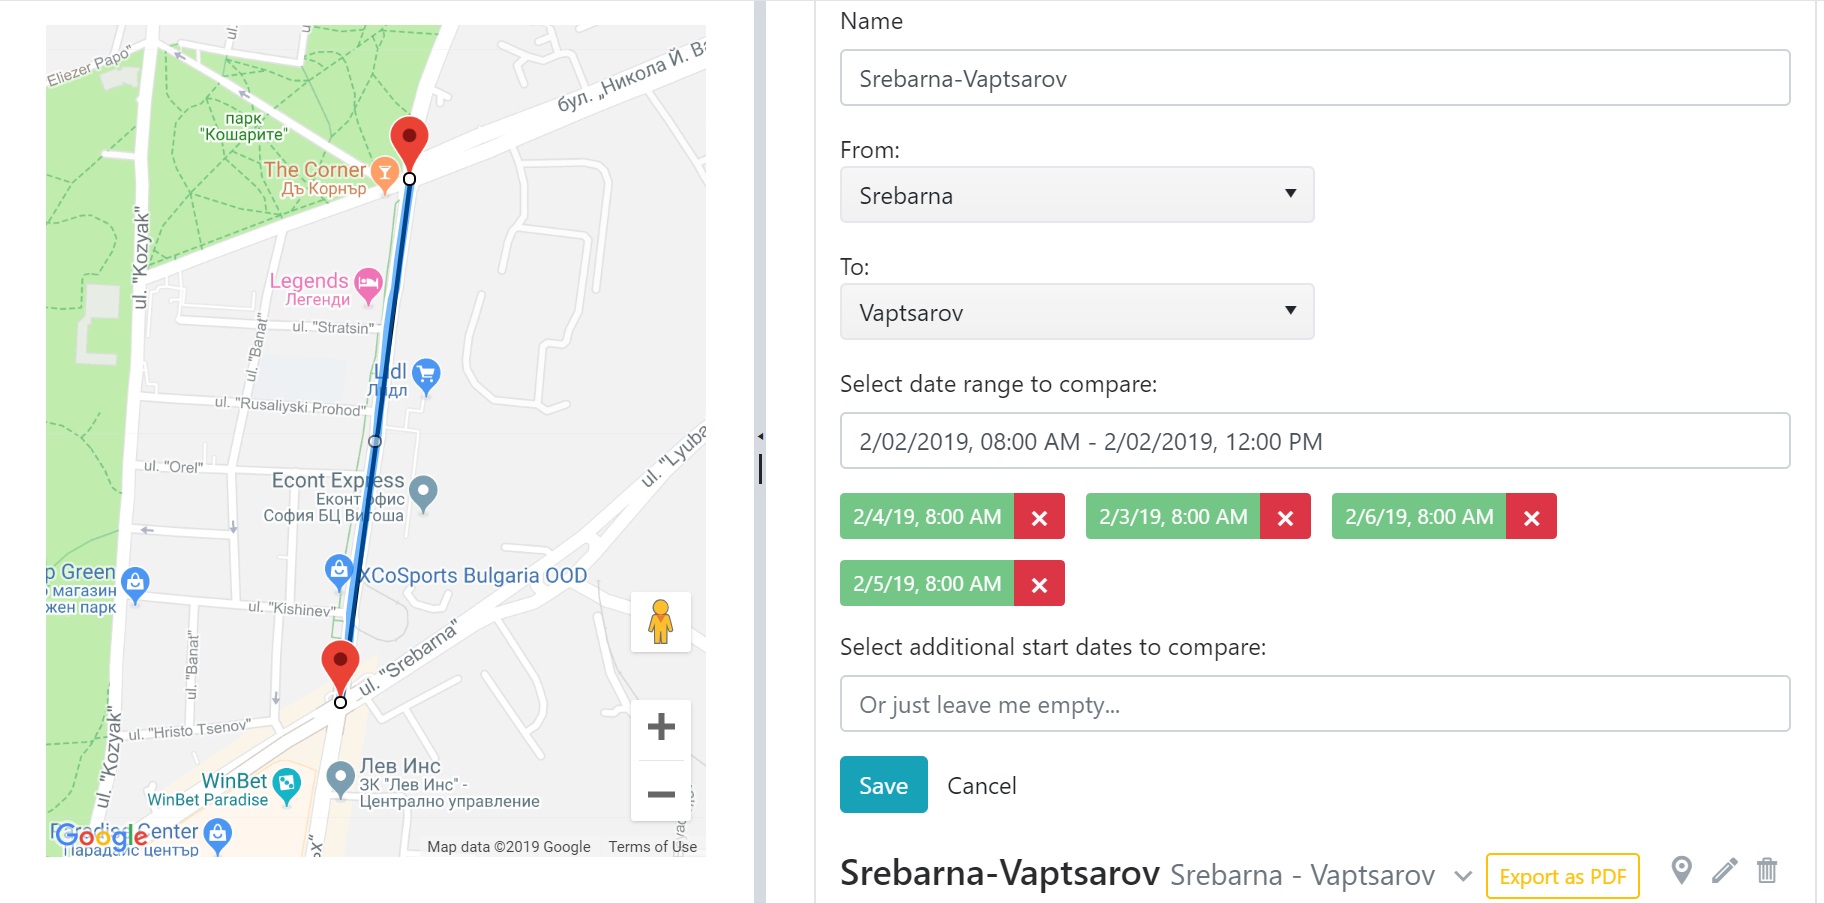 Eliezer Papo"
бул. „Никола Й. Ва
парк
"Кошарите"
The Corner
Дъ Корнър
ul. "Kozyak"
Legends
Легенди
ul. "Stratsin"
ul. "Banat"
Lidl
Лидл
ul. "Rusaliyski Prohod"
ul. "Lyuba
ul. "Orel"
Econt Express
Еконт офис
София БЦ Витоша
p Green
магазин
жен парк
XCoSports Bulgaria OOD
ul. "Kishinev"
ul. "Srebarna"
ul. "Banat"
ul. "Hristo Tsenov"
ul. "Kozyak"
WinBet
WinBet Paradise
Лев Инс
ЗК "Лев Инс" -
Централно управление
Paradise Center
Парадайс център
Google
Map data ©2019 Google
Terms of Use
Name
Srebarna-Vaptsarov
From:
Srebarna
To:
Vaptsarov
Select date range to compare:
2/02/2019, 08:00 AM - 2/02/2019, 12:00 PM
2/4/19, 8:00 AM
2/3/19, 8:00 AM
2/6/19, 8:00 AM
2/5/19, 8:00 AM
Select additional start dates to compare:
Or just leave me empty...
Save
Cancel
Srebarna-Vaptsarov Srebarna - Vaptsarov
Export as PDF